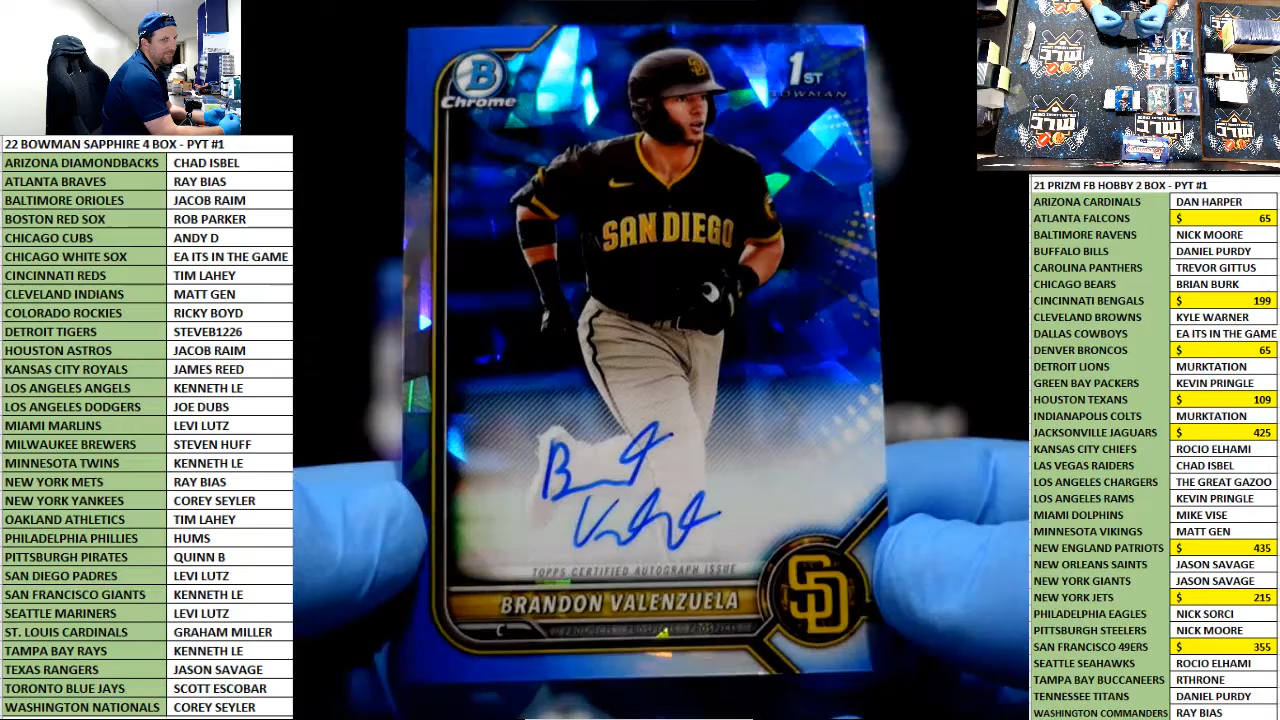 22 BOWMAN SAPPHIRE 4 BOX - PYT #1
ARIZONA DIAMONDBACKS CHAD ISBEL
ATLANTA BRAVES RAY BIAS
BALTIMORE ORIOLES JACOB RAIM
BOSTON RED SOX ROB PARKER
CHICAGO CUBS ANDY D
CHICAGO WHITE SOX EA ITS IN THE GAME
CINCINNATI REDS TIM LAHEY
CLEVELAND INDIANS MATT GEN
COLORADO ROCKIES RICKY BOYD
DETROIT TIGERS STEVEB1226
HOUSTON ASTROS JACOB RAIM
KANSAS CITY ROYALS JAMES REED
LOS ANGELES ANGELS KENNETH LE
LOS ANGELES DODGERS JOE DUBS
MIAMI MARLINS LEVI LUTZ
MILWAUKEE BREWERS STEVEN HUFF
MINNESOTA TWINS KENNETH LE
NEW YORK METS RAY BIAS
NEW YORK YANKEES COREY SEYLER
OAKLAND ATHLETICS TIM LAHEY
PHILADELPHIA PHILLIES HUMS
PITTSBURGH PIRATES QUINN B
SAN DIEGO PADRES LEVI LUTZ
SAN FRANCISCO GIANTS KENNETH LE
SEATTLE MARINERS LEVI LUTZ
ST. LOUIS CARDINALS GRAHAM MILLER
TAMPA BAY RAYS KENNETH LE
TEXAS RANGERS JASON SAVAGE
TORONTO BLUE JAYS SCOTT ESCOBAR
WASHINGTON NATIONALS COREY SEYLER
B
Chrome
1ST
BOWMAN
SAN DIEGO
TOPPS CERTIFIED AUTOGRAPH ISSUE
BRANDON VALENZUELA
C
PROSPECTS PROSPECTS PROSPECTS
SD
21 PRIZM FB HOBBY 2 BOX - PYT #1
ARIZONA CARDINALS DAN HARPER
ATLANTA FALCONS $ 65
BALTIMORE RAVENS NICK MOORE
BUFFALO BILLS DANIEL PURDY
CAROLINA PANTHERS TREVOR GITTUS
CHICAGO BEARS BRIAN BURK
CINCINNATI BENGALS $ 199
CLEVELAND BROWNS KYLE WARNER
DALLAS COWBOYS EA ITS IN THE GAME
DENVER BRONCOS $ 65
DETROIT LIONS MURKTATION
GREEN BAY PACKERS KEVIN PRINGLE
HOUSTON TEXANS $ 109
INDIANAPOLIS COLTS MURKTATION
JACKSONVILLE JAGUARS $ 425
KANSAS CITY CHIEFS ROCIO ELHAMI
LAS VEGAS RAIDERS CHAD ISBEL
LOS ANGELES CHARGERS THE GREAT GAZOO
LOS ANGELES RAMS KEVIN PRINGLE
MIAMI DOLPHINS MIKE VISE
MINNESOTA VIKINGS MATT GEN
NEW ENGLAND PATRIOTS $ 435
NEW ORLEANS SAINTS JASON SAVAGE
NEW YORK GIANTS JASON SAVAGE
NEW YORK JETS $ 215
PHILADELPHIA EAGLES NICK SORCI
PITTSBURGH STEELERS NICK MOORE
SAN FRANCISCO 49ERS $ 355
SEATTLE SEAHAWKS ROCIO ELHAMI
TAMPA BAY BUCCANEERS RTHRONE
TENNESSEE TITANS DANIEL PURDY
WASHINGTON COMMANDERS RAY BIAS